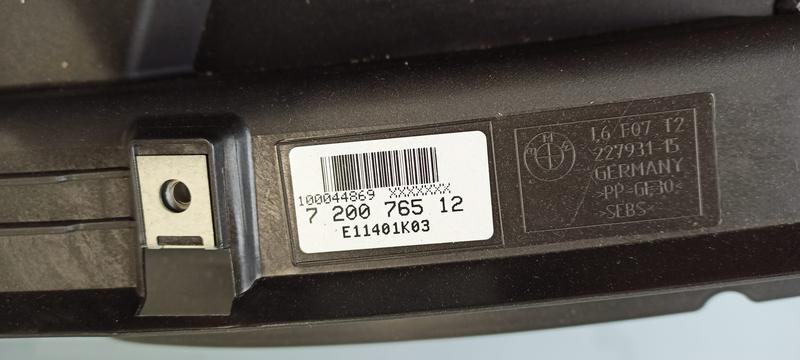 100044869 XXXXXXX
7 200 765 12
E11401K03
BMW
L6 F07 T2
227931-15
GERMANY
>PP-GF30<
>SEBS<